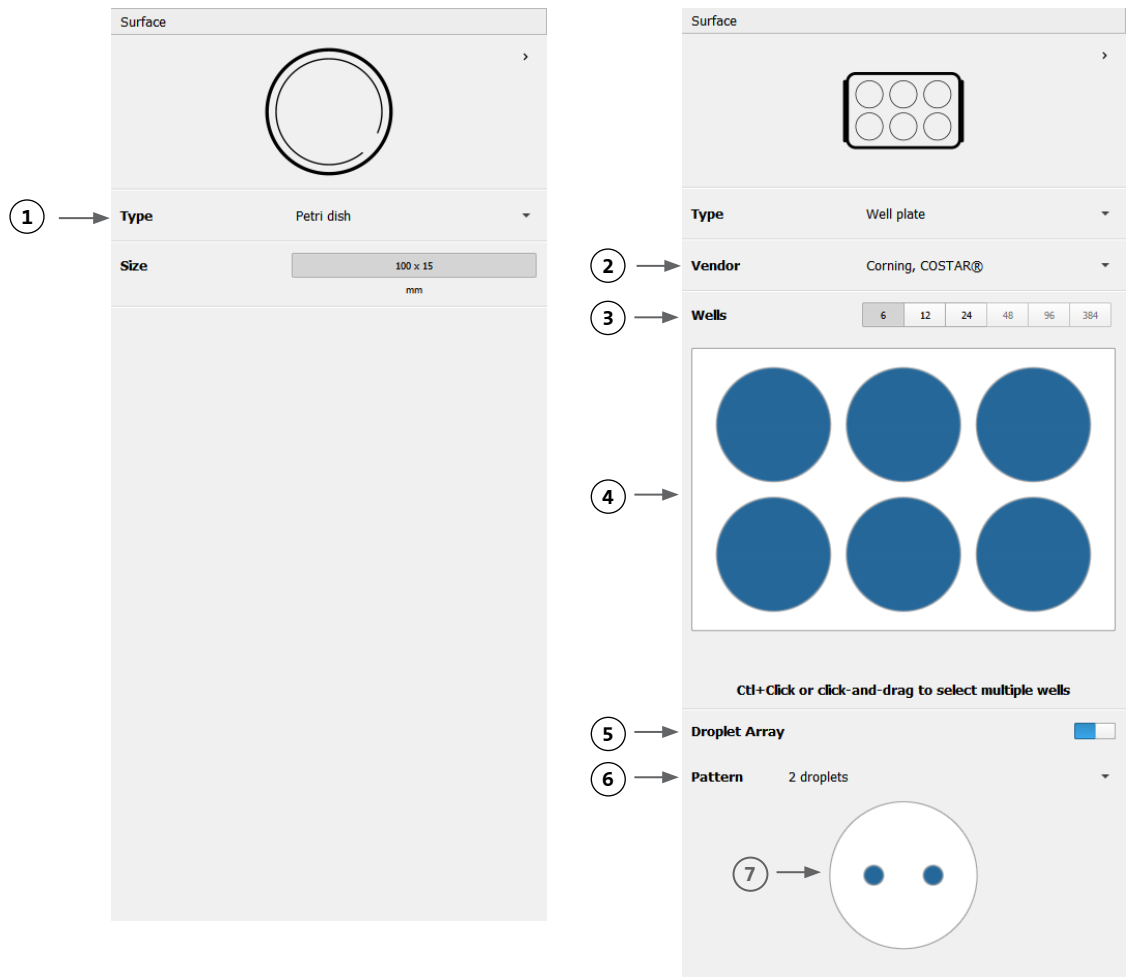 Surface
›
1
Type Petri dish
Size 100 x 15
mm
Surface
›
Type Well plate
2
Vendor Corning, COSTAR®
3
Wells 6 12 24 48 96 384
4
Ctl+Click or click-and-drag to select multiple wells
5
Droplet Array
6
Pattern 2 droplets
7